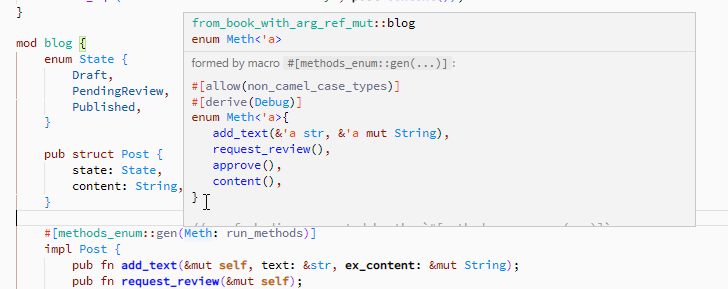 }
mod blog {
enum State {
Draft,
PendingReview,
Published,
}
pub struct Post {
state: State,
content: String,
}
#[methods_enum::gen(Meth: run_methods)]
impl Post {
pub fn add_text(&mut self, text: &str, ex_content: &mut String);
pub fn request_review(&mut self);
from_book_with_arg_ref_mut::blog
enum Meth<'a>
formed by macro #[methods_enum::gen(...)]:
#[allow(non_camel_case_types)]
#[derive(Debug)]
enum Meth<'a>{
add_text(&'a str, &'a mut String),
request_review(),
approve(),
content(),
}